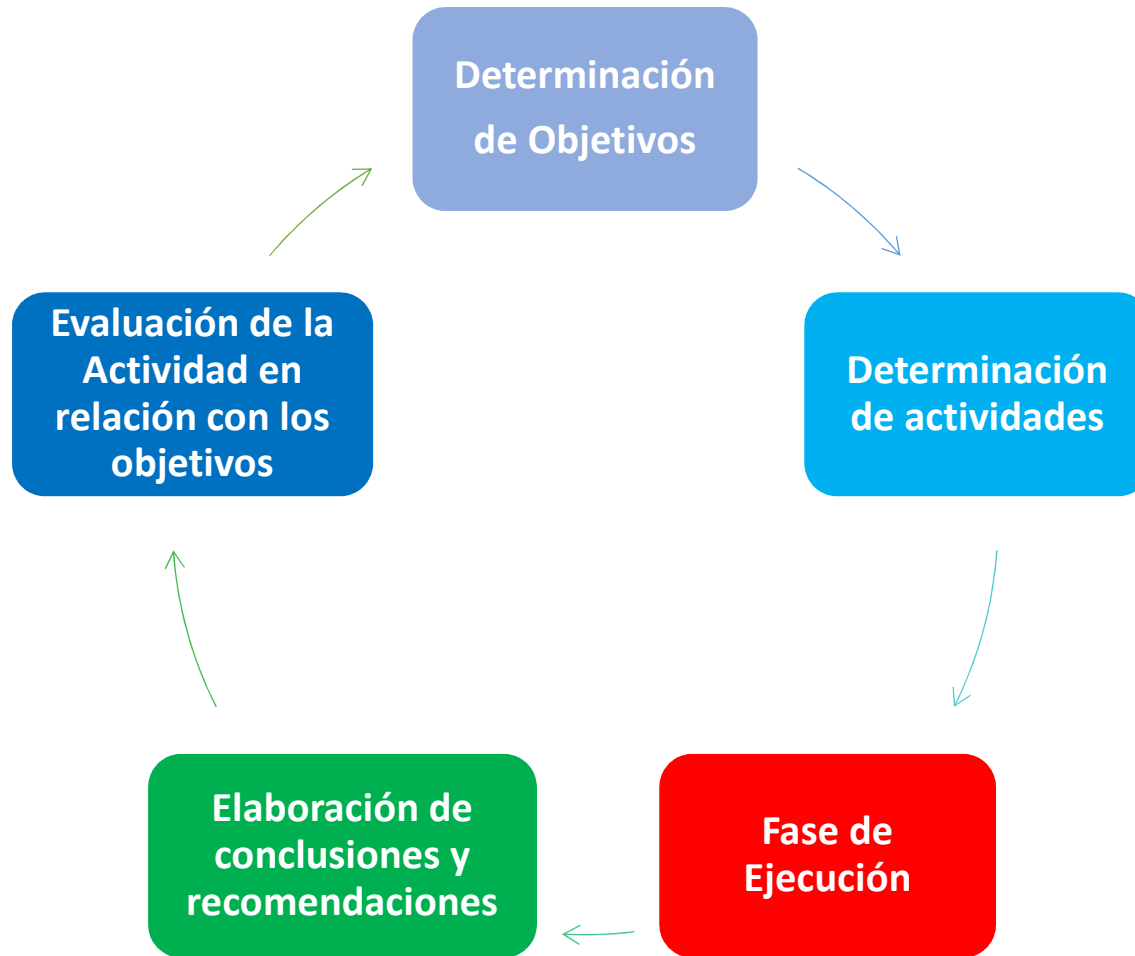 Determinación
de Objetivos
Determinación
de actividades
Fase de
Ejecución
Elaboración de
conclusiones y
recomendaciones
Evaluación de la
Actividad en
relación con los
objetivos